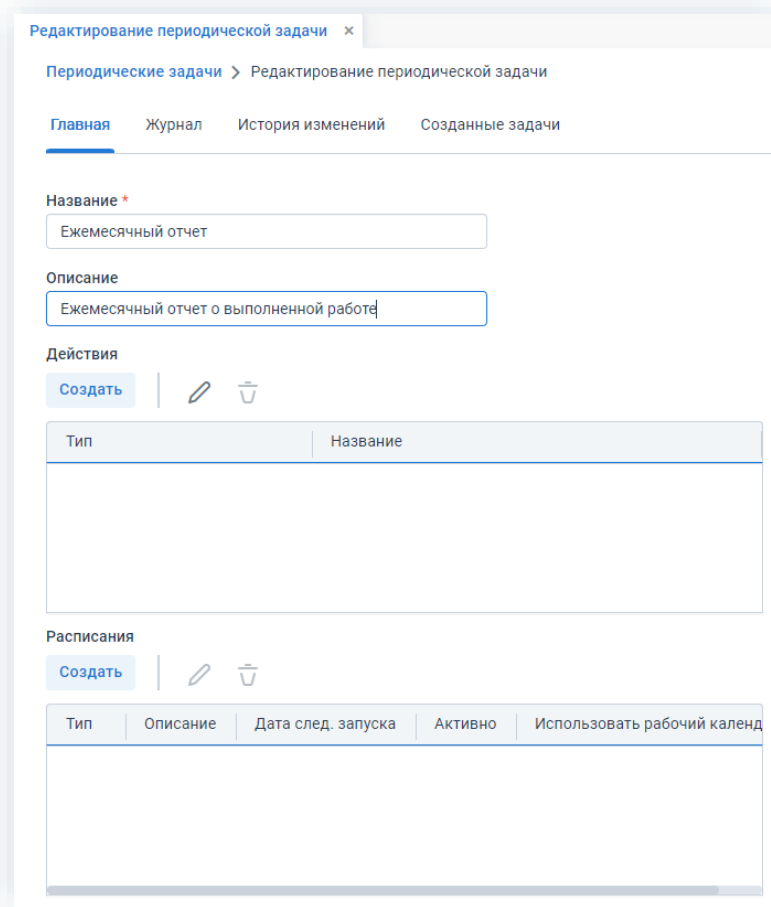 Редактирование периодической задачи ×
Периодические задачи > Редактирование периодической задачи
Главная Журнал История изменений Созданные задачи
Название *
Ежемесячный отчет
Описание
Ежемесячный отчет о выполненной работе
Действия
Создать
Тип Название
Расписания
Создать
Тип Описание Дата след. запуска Активно Использовать рабочий календ